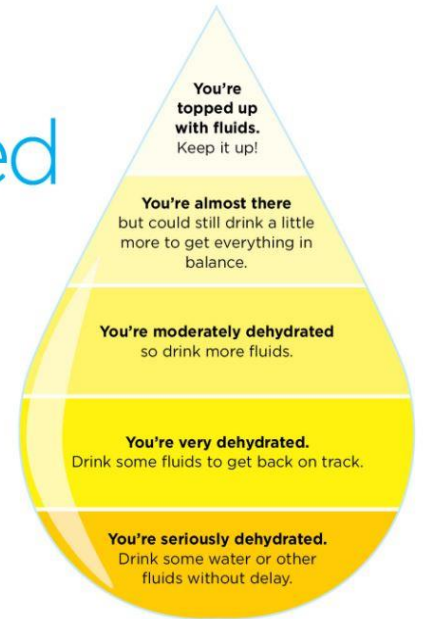 ed
You're
topped up
with fluids.
Keep it up!
You're almost there
but could still drink a little
more to get everything in
balance.
You're moderately dehydrated
so drink more fluids.
You're very dehydrated.
Drink some fluids to get back on track.
You're seriously dehydrated.
Drink some water or other
fluids without delay.